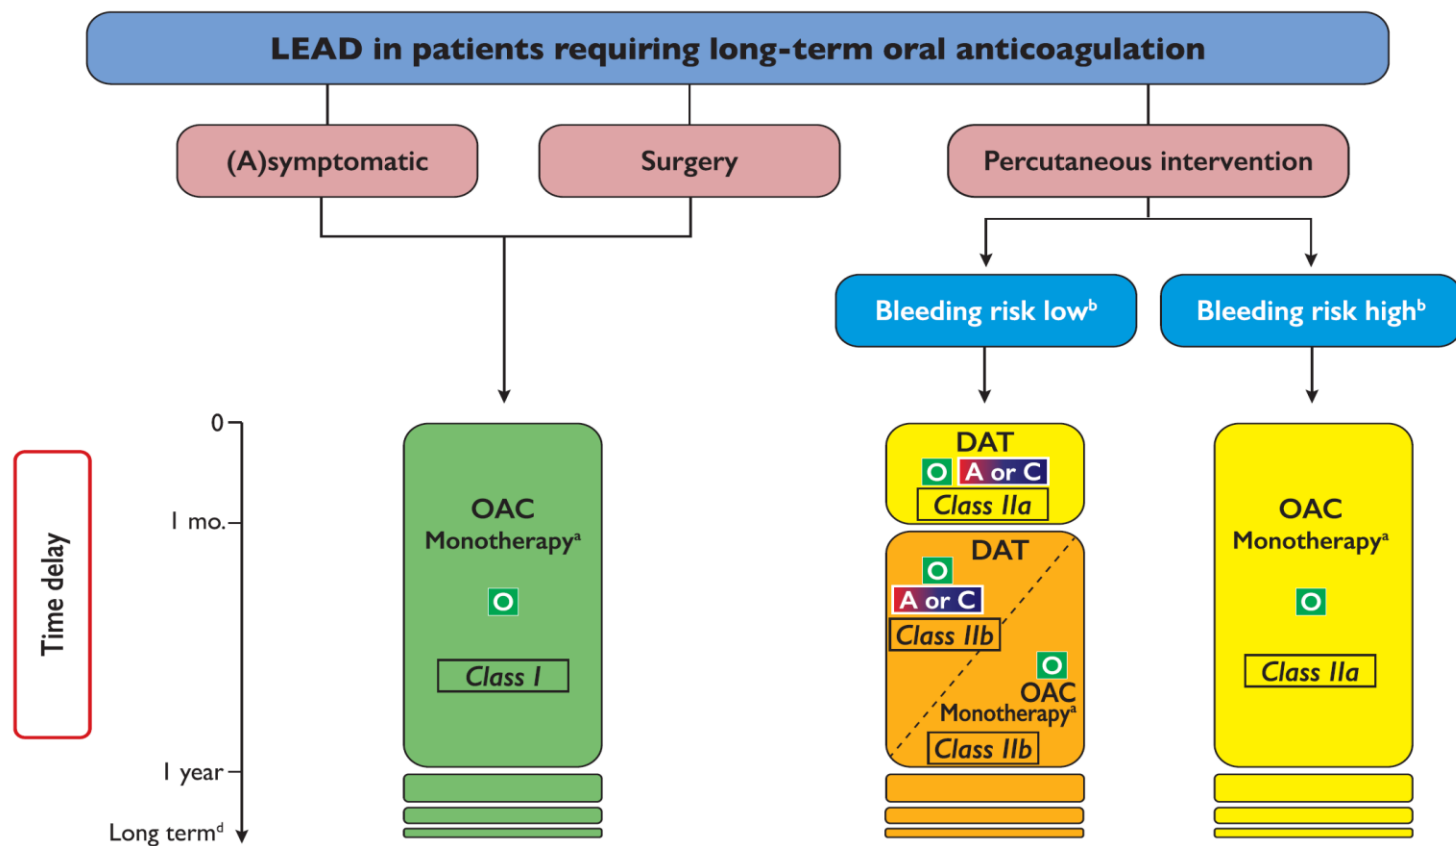 LEAD in patients requiring long-term oral anticoagulation
(A)symptomatic
Surgery
Percutaneous intervention
Bleeding risk lowᵇ
Bleeding risk highᵇ
Time delay
0
1 mo.
1 year
Long termᵈ
OAC
Monotherapyᵃ
O
Class I
DAT
O A or C
Class IIa
DAT
O
A or C
Class IIb
O
OAC
Monotherapyᵃ
Class IIb
OAC
Monotherapyᵃ
O
Class IIa